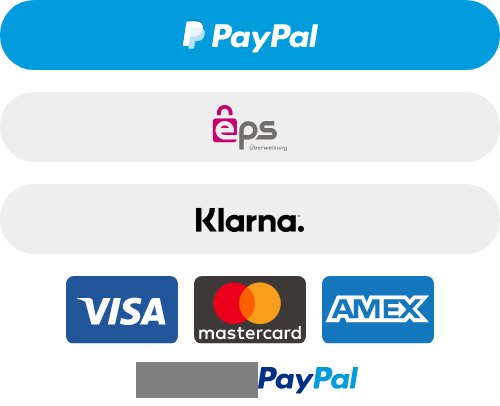 PayPal
eps
Überweisung
Klarna.
VISA
mastercard
AMEX
PayPal